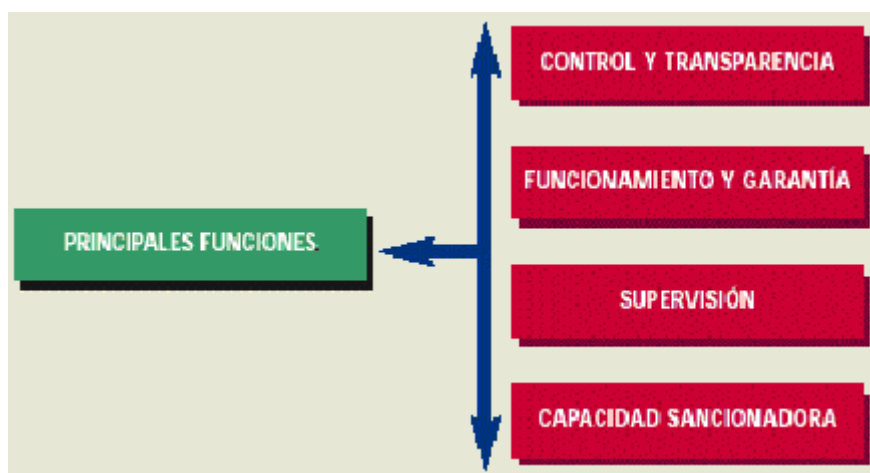 PRINCIPALES FUNCIONES.
CONTROL Y TRANSPARENCIA
FUNCIONAMIENTO Y GARANTÍA
SUPERVISIÓN
CAPACIDAD SANCIONADORA